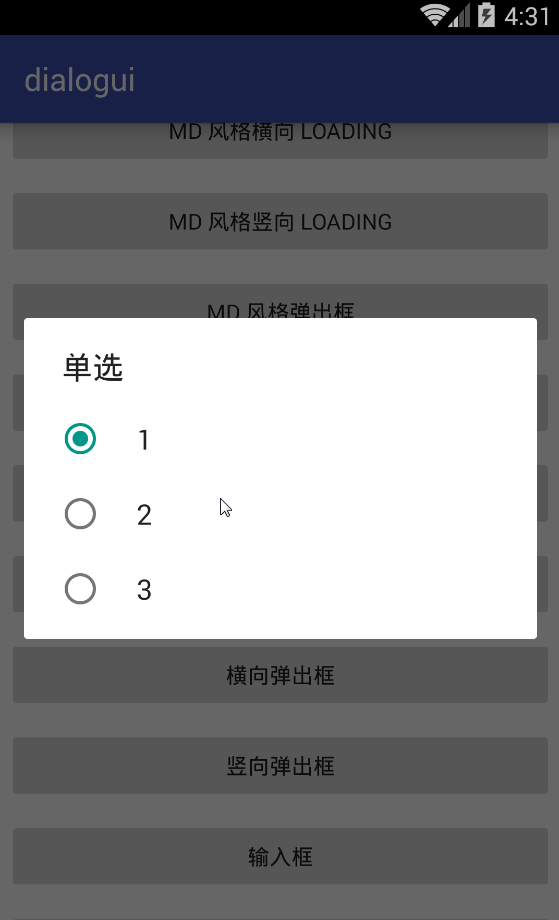 4:31
dialogui
MD 风格横向 LOADING
MD 风格竖向 LOADING
MD 风格弹出框
单选
1
2
3
横向弹出框
竖向弹出框
输入框